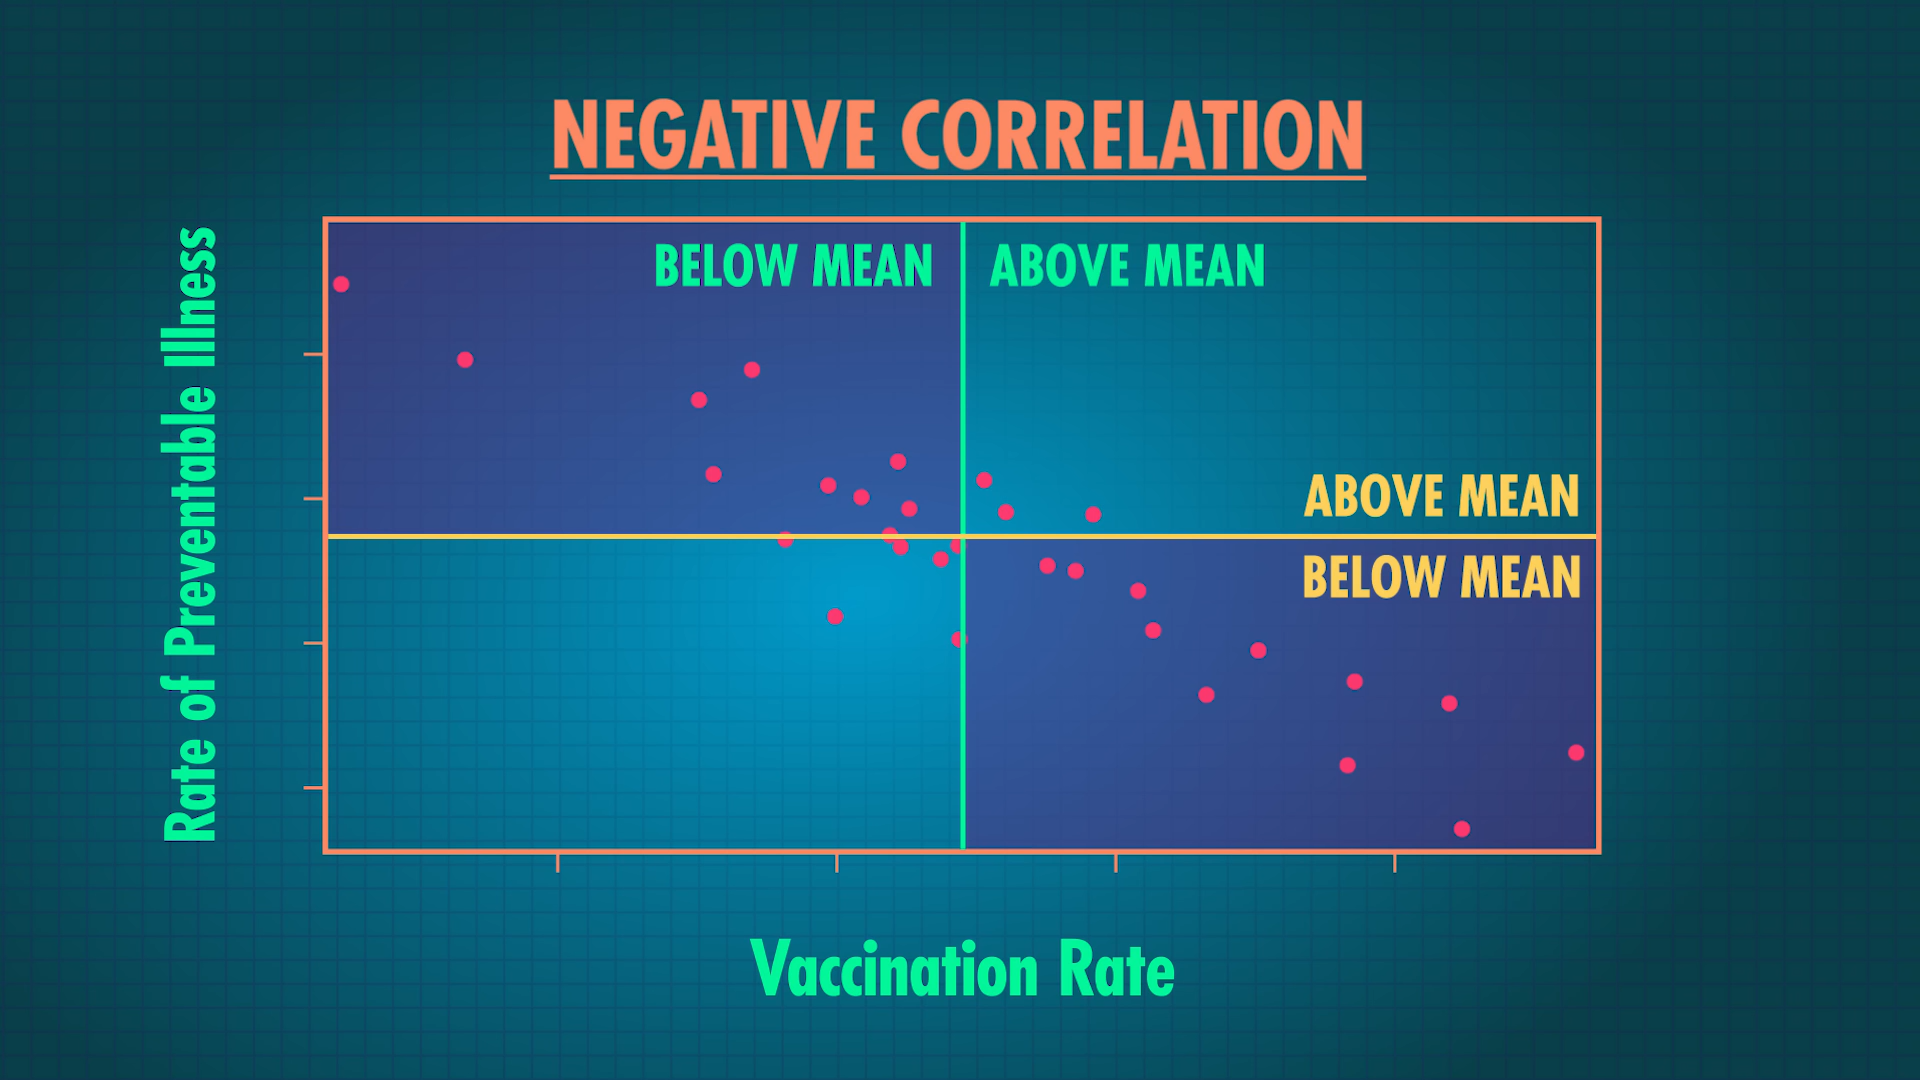 NEGATIVE CORRELATION
BELOW MEAN
ABOVE MEAN
Rate of Preventable Illness
ABOVE MEAN
BELOW MEAN
Vaccination Rate